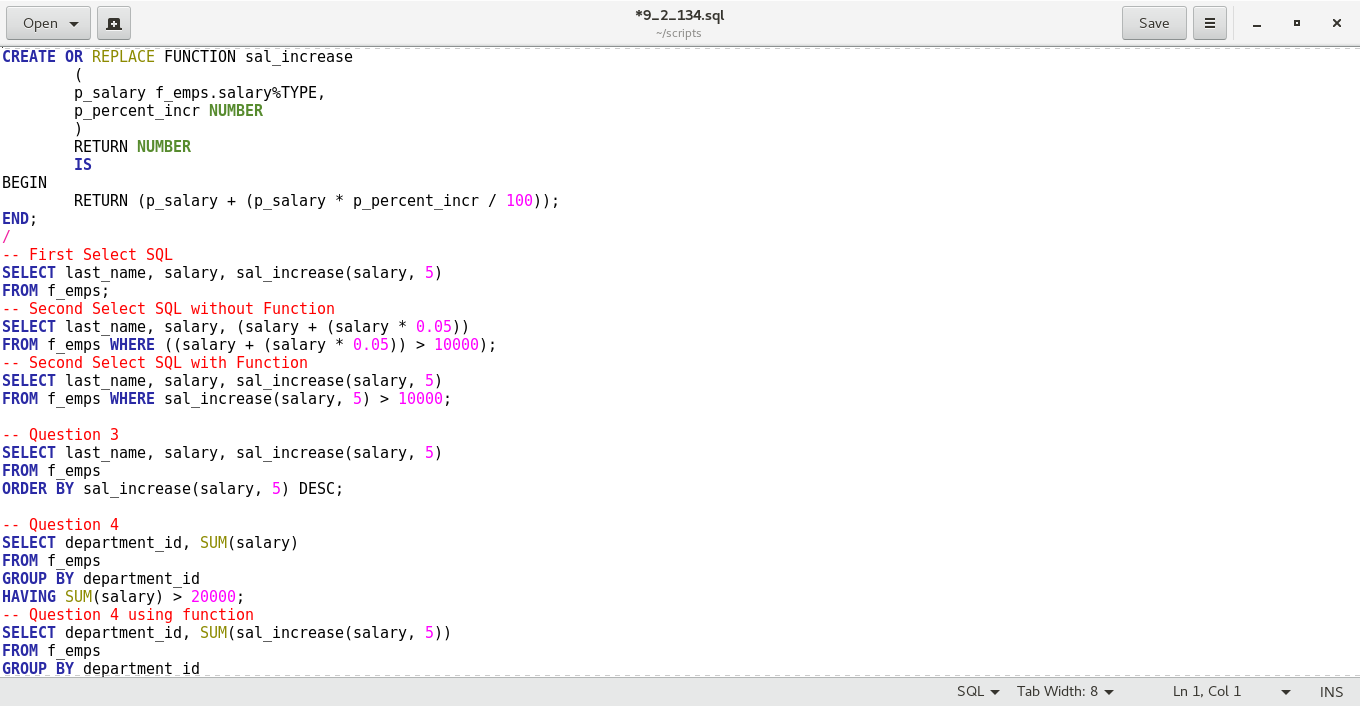 Open
*9_2_134.sql
~/scripts
Save
CREATE OR REPLACE FUNCTION sal_increase
(
p_salary f_emps.salary%TYPE,
p_percent_incr NUMBER
)
RETURN NUMBER
IS
BEGIN
RETURN (p_salary + (p_salary * p_percent_incr / 100));
END;
/
-- First Select SQL
SELECT last_name, salary, sal_increase(salary, 5)
FROM f_emps;
-- Second Select SQL without Function
SELECT last_name, salary, (salary + (salary * 0.05))
FROM f_emps WHERE ((salary + (salary * 0.05)) > 10000);
-- Second Select SQL with Function
SELECT last_name, salary, sal_increase(salary, 5)
FROM f_emps WHERE sal_increase(salary, 5) > 10000;
-- Question 3
SELECT last_name, salary, sal_increase(salary, 5)
FROM f_emps
ORDER BY sal_increase(salary, 5) DESC;
-- Question 4
SELECT department_id, SUM(salary)
FROM f_emps
GROUP BY department_id
HAVING SUM(salary) > 20000;
-- Question 4 using function
SELECT department_id, SUM(sal_increase(salary, 5))
FROM f_emps
GROUP BY department_id
SQL Tab Width: 8 Ln 1, Col 1 INS